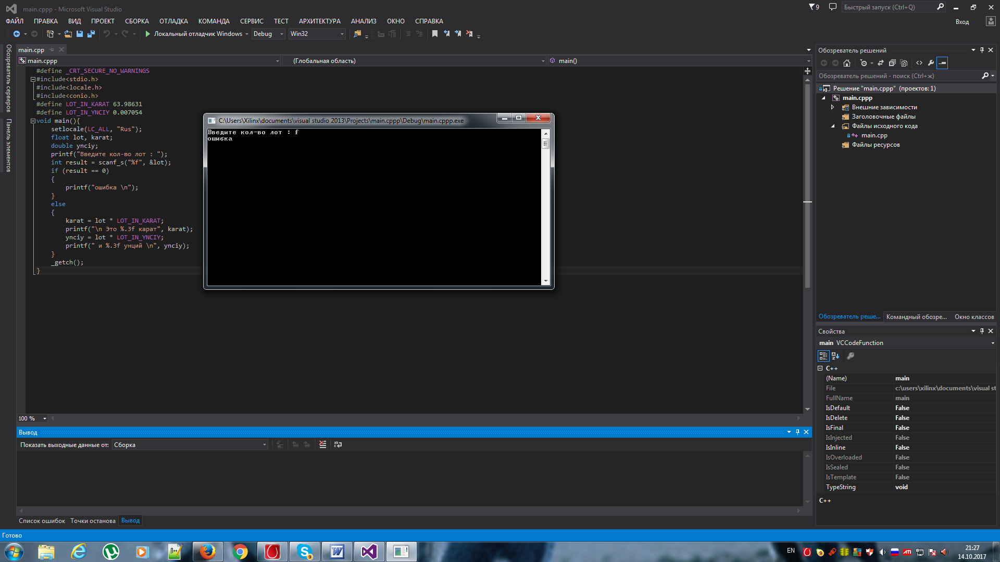 main.cppp - Microsoft Visual Studio
9
Быстрый запуск (Ctrl+Q)
ФАЙЛ ПРАВКА ВИД ПРОЕКТ СБОРКА ОТЛАДКА КОМАНДА СЕРВИС ТЕСТ АРХИТЕКТУРА АНАЛИЗ ОКНО СПРАВКА
Вход
Локальный отладчик Windows Debug Win32
Обозреватель серверов
Панель элементов
main.cpp
main.cppp (Глобальная область) main()
#define _CRT_SECURE_NO_WARNINGS
#include<stdio.h>
#include<locale.h>
#include<conio.h>
#define LOT_IN_KARAT 63.98631
#define LOT_IN_YNCIY 0.007054
void main(){
setlocale(LC_ALL, "Rus");
float lot, karat;
double ynciy;
printf("Введите кол-во лот : ");
int result = scanf_s("%f", &lot);
if (result == 0)
{
printf("ошибка \n");
}
else
{
karat = lot * LOT_IN_KARAT;
printf("\n Это %.3f карат", karat);
ynciy = lot * LOT_IN_YNCIY;
printf(" и %.3f унций \n", ynciy);
}
_getch();
}
C:\Users\Xilinx\documents\visual studio 2013\Projects\main.cppp\Debug\main.cppp.exe
Введите кол-во лот : f
ошибка
100 %
Вывод
Показать выходные данные от: Сборка
Список ошибок Точки останова Вывод
Готово
Обозреватель решений
Обозреватель решений - поиск (Ctrl+ж)
Решение "main.cppp" (проектов: 1)
main.cppp
Внешние зависимости
Заголовочные файлы
Файлы исходного кода
main.cpp
Файлы ресурсов
Обозреватель реше... Командный обозре... Окно классов
Свойства
main VCCodeFunction
C++
(Name) main
File c:\users\xilinx\documents\visual st
FullName main
IsDefault False
IsDelete False
IsFinal False
IsInjected False
IsInline False
IsOverloaded False
IsSealed False
IsTemplate False
TypeString void
C++
EN
21:27
14.10.2017